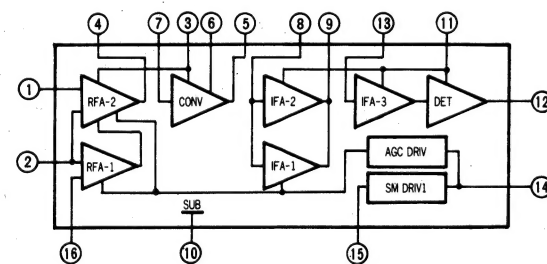 4 7 3 6 5 8 9 13 11
1 RFA-2 CONV IFA-2 IFA-3 DET 12
AGC DRIV
2 RFA-1 IFA-1
SM DRV1 14
SUB
16 10 15